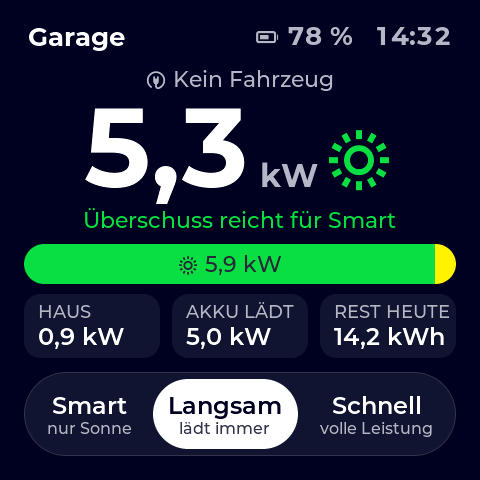 Garage 78 % 14:32
Kein Fahrzeug
5,3 kW
Überschuss reicht für Smart
5,9 kW
HAUS AKKU LÄDT REST HEUTE
0,9 kW 5,0 kW 14,2 kWh
Smart Langsam Schnell
nur Sonne lädt immer volle Leistung